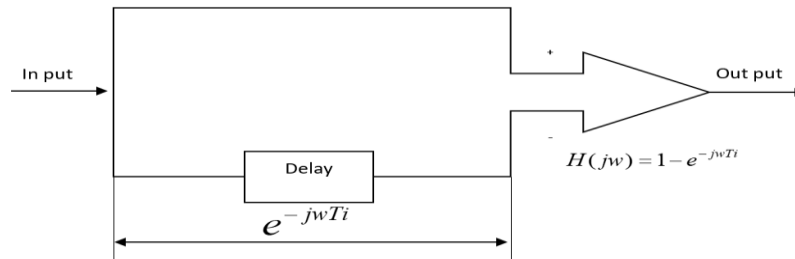 +
In put
Out put
-
H(jw) = 1 - e^{-jwTi}
Delay
e^{-jwTi}